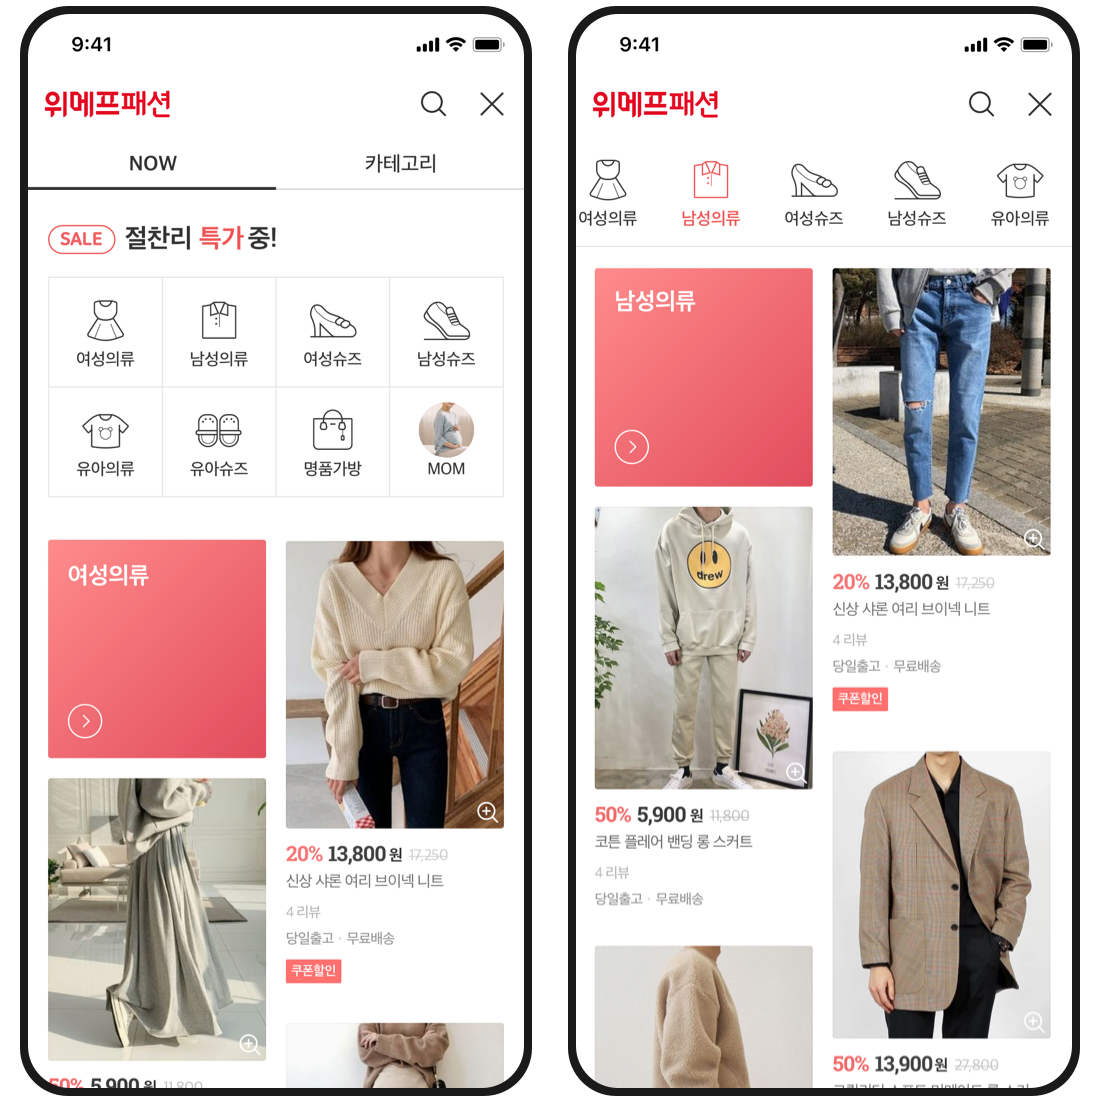 9:41
위메프패션
NOW
카테고리
SALE 절찬리 특가 중!
여성의류
남성의류
여성슈즈
남성슈즈
유아의류
유아슈즈
명품가방
MOM
여성의류
20% 13,800 원 17,250
신상 샤론 여리 브이넥 니트
4 리뷰
당일출고 · 무료배송
쿠폰할인
50% 5,900 원 11,800
9:41
위메프패션
여성의류
남성의류
여성슈즈
남성슈즈
유아의류
남성의류
drew
20% 13,800 원 17,250
신상 샤론 여리 브이넥 니트
4 리뷰
당일출고 · 무료배송
쿠폰할인
50% 5,900 원 11,800
코튼 플레어 밴딩 롱 스커트
4 리뷰
당일출고 · 무료배송
50% 13,900 원 27,800